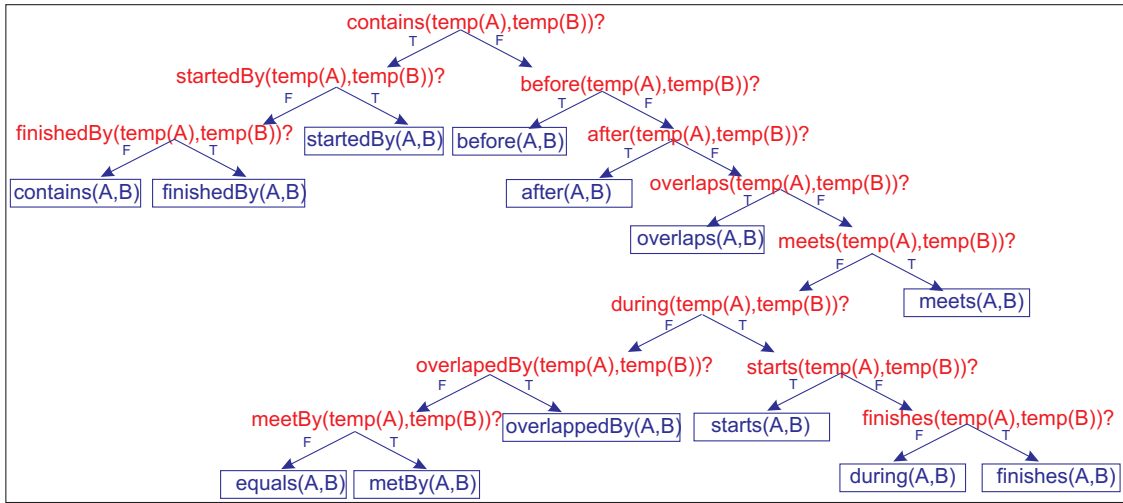 contains(temp(A),temp(B))?
T F
startedBy(temp(A),temp(B))?
before(temp(A),temp(B))?
F T
T F
finishedBy(temp(A),temp(B))?
startedBy(A,B)
before(A,B)
after(temp(A),temp(B))?
F T
T F
contains(A,B)
finishedBy(A,B)
after(A,B)
overlaps(temp(A),temp(B))?
T F
overlaps(A,B)
meets(temp(A),temp(B))?
F T
during(temp(A),temp(B))?
meets(A,B)
F T
overlapedBy(temp(A),temp(B))?
starts(temp(A),temp(B))?
F T
T F
meetBy(temp(A),temp(B))?
overlappedBy(A,B)
starts(A,B)
finishes(temp(A),temp(B))?
F T
F T
equals(A,B)
metBy(A,B)
during(A,B)
finishes(A,B)